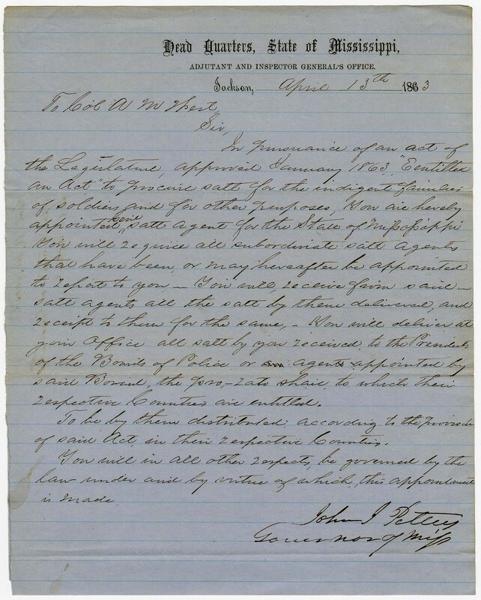 Head Quarters, State of Mississippi,
ADJUTANT AND INSPECTOR GENERAL'S OFFICE.
Jackson, April 13th 1863
To Col A M West
Sir,
In pursuance of an act of
the Legislature, approved January 1863, "Entitled
an Act" to procure salt for the indigent families
of soldiers, and for other purposes, You are hereby
appointed, Genl salt agent for the State of Mississippi
You will require all subordinate salt agents
that have been, or may hereafter be appointed
to report to you – You will receive from said –
salt agents all the salt by them delivered, and
receipt to them for the same, – You will deliver at
your Office all salt by you received to the Presidents
of the Boards of Police or agents appointed by
said Board, the pro-rata share, to which their
respective Counties are entitled.
To be by them distributed according to the provisions
of said Act, in their respective Counties.
You will in all other respects, be governed by the
law under and by virtue of which, this appointment
is made
John J Pettus
Governor of Miss